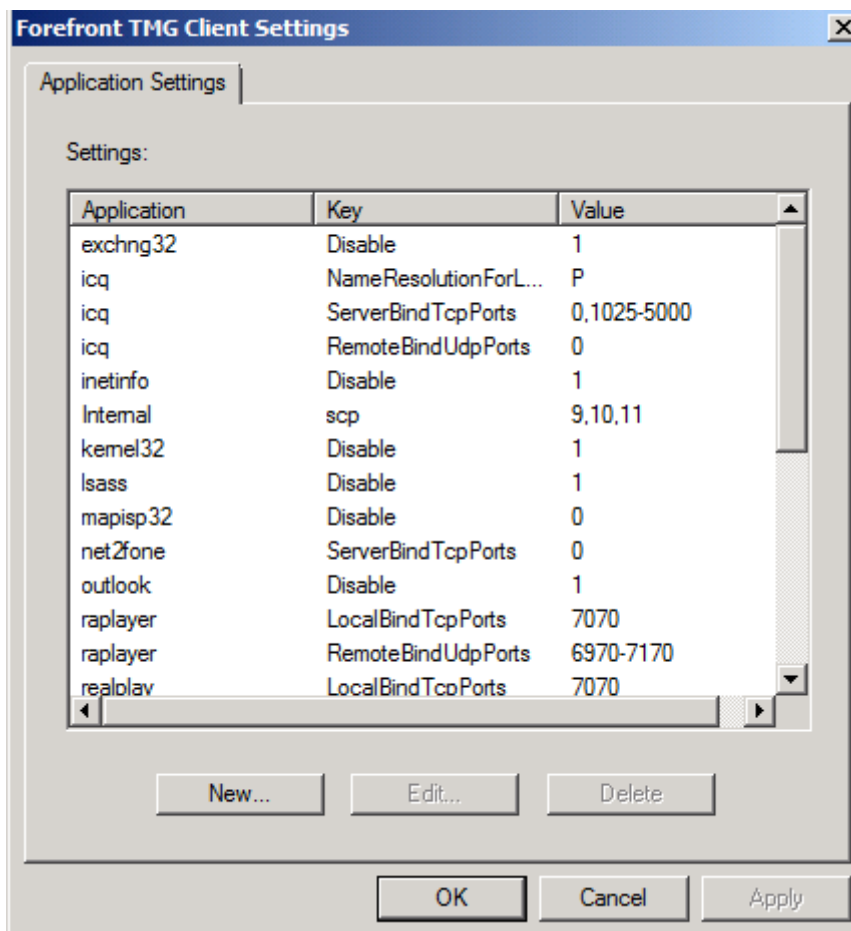 Forefront TMG Client Settings
Application Settings
Settings:
Application Key Value
exchng32 Disable 1
icq NameResolutionForL... P
icq ServerBindTcpPorts 0,1025-5000
icq RemoteBindUdpPorts 0
inetinfo Disable 1
Internal scp 9,10,11
kernel32 Disable 1
lsass Disable 1
mapisp32 Disable 0
net2fone ServerBindTcpPorts 0
outlook Disable 1
raplayer LocalBindTcpPorts 7070
raplayer RemoteBindUdpPorts 6970-7170
realplay LocalBindTcpPorts 7070
New... Edit... Delete
OK Cancel Apply